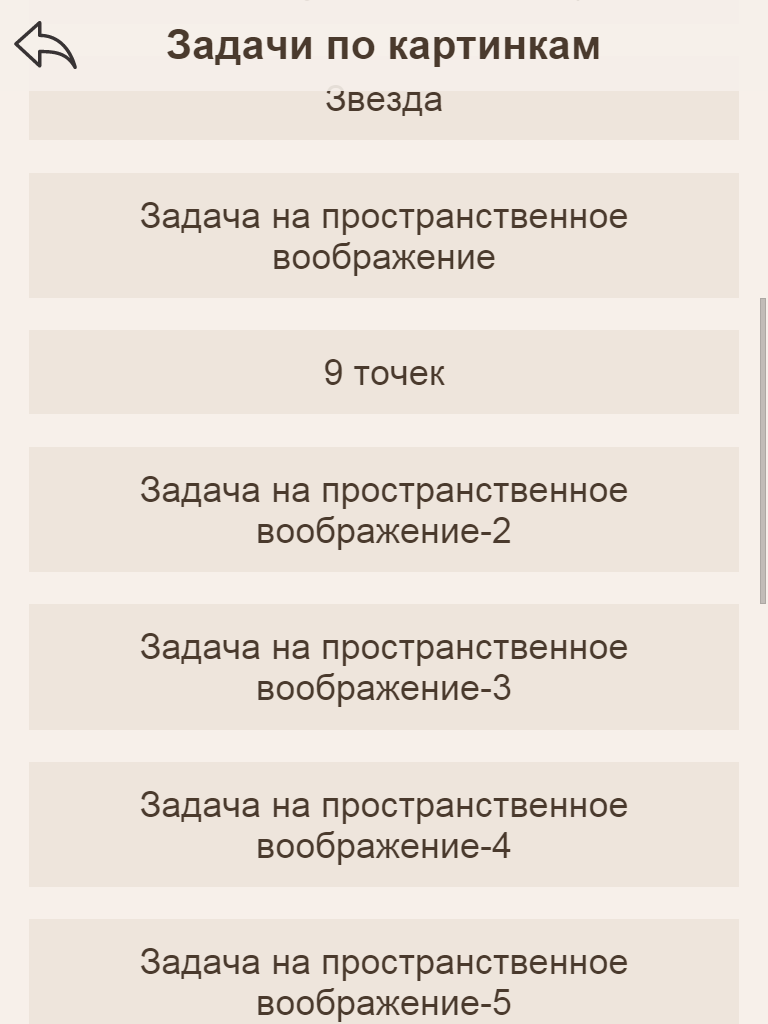 Задачи по картинкам
Звезда
Задача на пространственное
воображение
9 точек
Задача на пространственное
воображение-2
Задача на пространственное
воображение-3
Задача на пространственное
воображение-4
Задача на пространственное
воображение-5